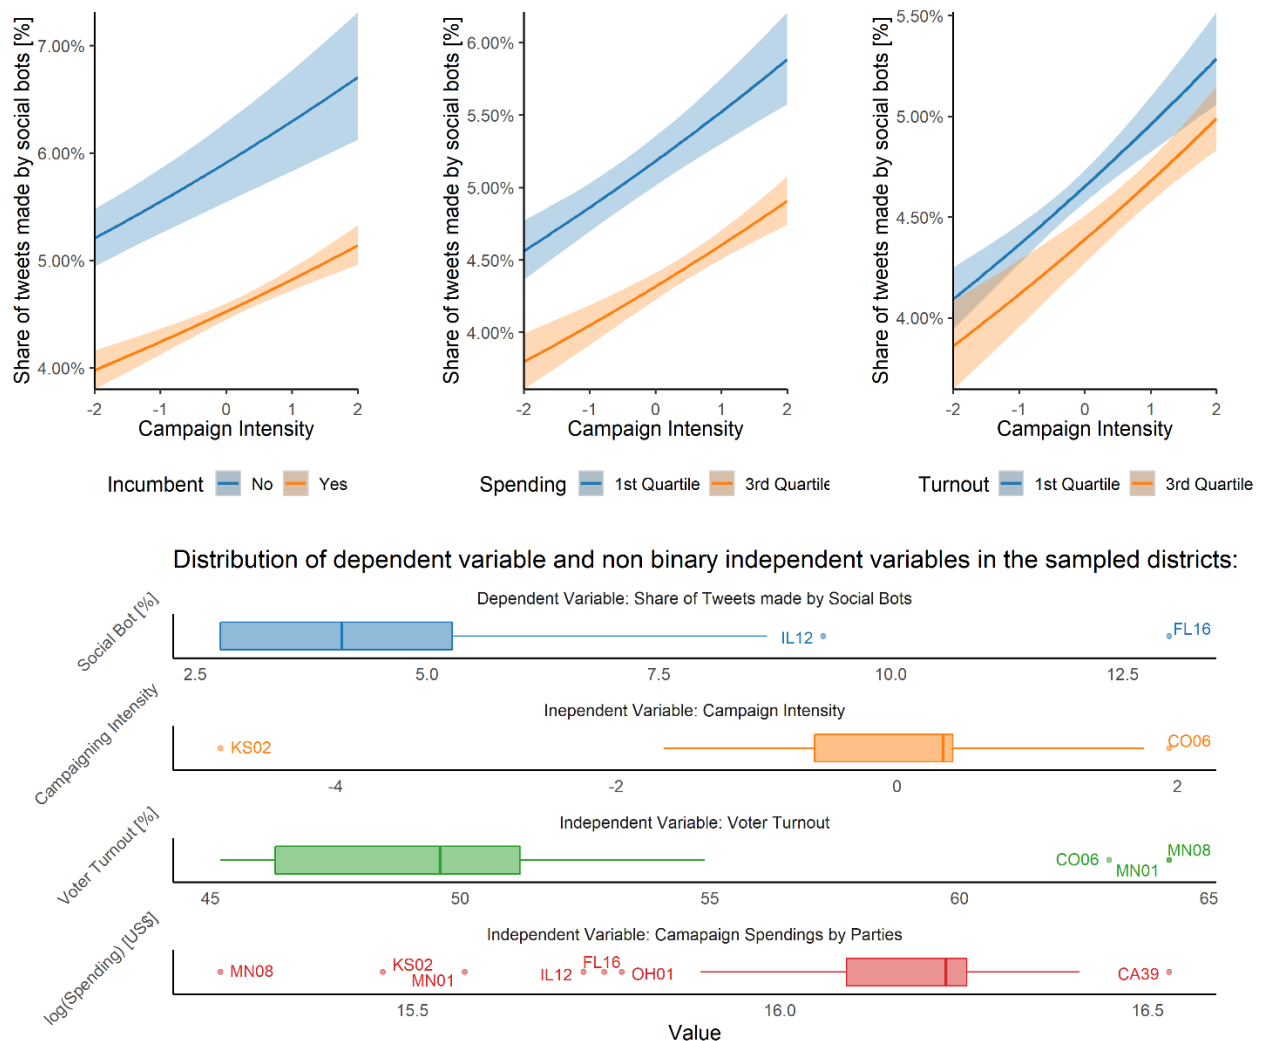 Share of tweets made by social bots [%]
7.00%
6.00%
5.00%
4.00%
-2 -1 0 1 2
Campaign Intensity
Incumbent No Yes
Share of tweets made by social bots [%]
6.00%
5.50%
5.00%
4.50%
4.00%
-2 -1 0 1 2
Campaign Intensity
Spending 1st Quartile 3rd Quartile
Share of tweets made by social bots [%]
5.50%
5.00%
4.50%
4.00%
-2 -1 0 1 2
Campaign Intensity
Turnout 1st Quartile 3rd Quartile
Distribution of dependent variable and non binary independent variables in the sampled districts:
Dependent Variable: Share of Tweets made by Social Bots
Social Bot [%]
IL12 FL16
2.5 5.0 7.5 10.0 12.5
Inependent Variable: Campaign Intensity
Campaigning Intensity
KS02 CO06
-4 -2 0 2
Independent Variable: Voter Turnout
Voter Turnout [%]
CO06 MN01 MN08
45 50 55 60 65
Independent Variable: Camapaign Spendings by Parties
log(Spending) [US$]
MN08 KS02 MN01 IL12 FL16 OH01 CA39
15.5 16.0 16.5
Value